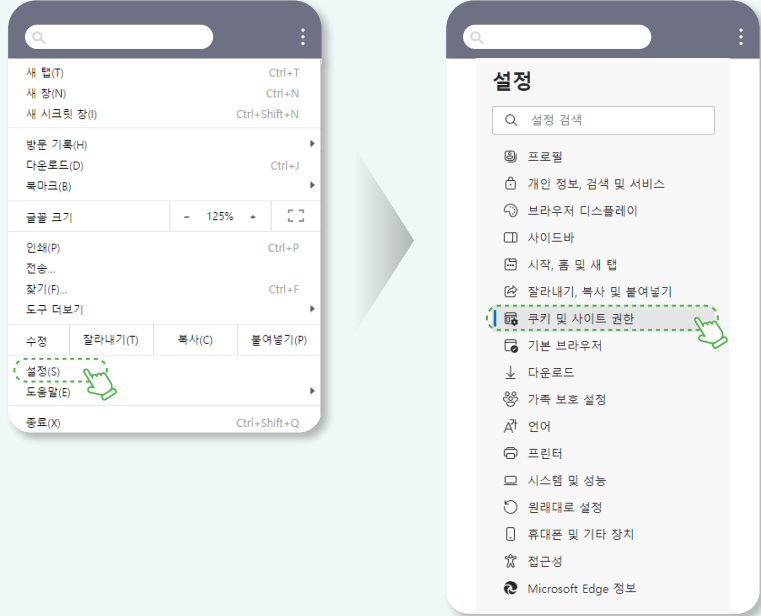 새 탭(T) Ctrl+T
새 창(N) Ctrl+N
새 시크릿 창(I) Ctrl+Shift+N
방문 기록(H)
다운로드(D) Ctrl+J
북마크(B)
글꼴 크기 - 125% +
인쇄(P) Ctrl+P
전송...
찾기(F)... Ctrl+F
도구 더보기
수정 잘라내기(T) 복사(C) 붙여넣기(P)
설정(S)
도움말(E)
종료(X) Ctrl+Shift+Q
설정
설정 검색
프로필
개인 정보, 검색 및 서비스
브라우저 디스플레이
사이드바
시작, 홈 및 새 탭
잘라내기, 복사 및 붙여넣기
쿠키 및 사이트 권한
기본 브라우저
다운로드
가족 보호 설정
언어
프린터
시스템 및 성능
원래대로 설정
휴대폰 및 기타 장치
접근성
Microsoft Edge 정보